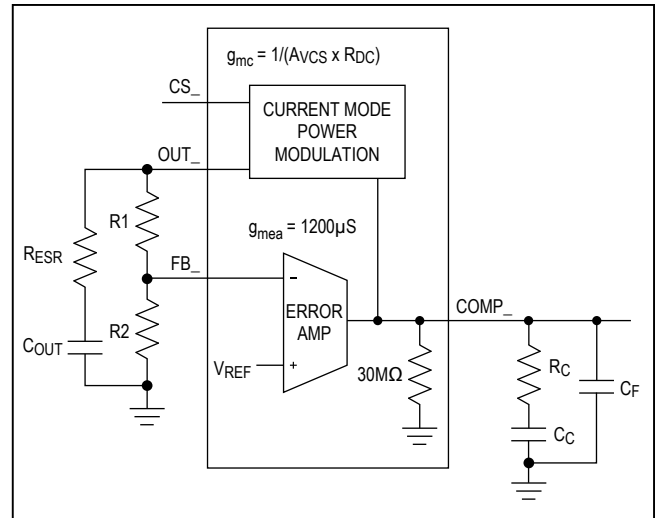 gmc = 1/(AVCS x RDC)
CS_
CURRENT MODE
POWER
MODULATION
OUT_
R1
gmea = 1200µS
RESR
FB_
-
COMP_
ERROR
AMP
R2
COUT
VREF
+
30MΩ
RC
CF
CC